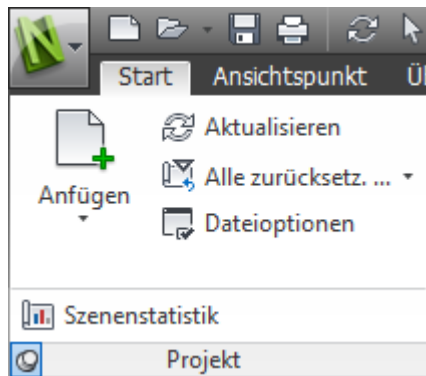 Start Ansichtspunkt Ü
Anfügen
Aktualisieren
Alle zurücksetz. ...
Dateioptionen
Szenenstatistik
Projekt